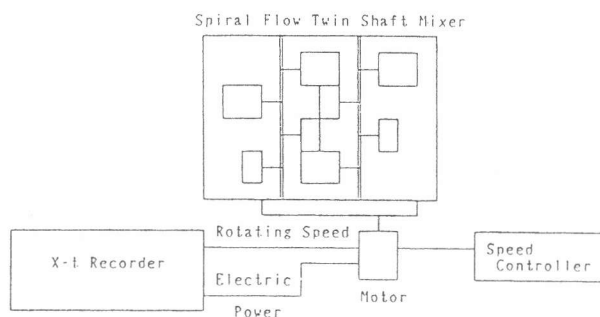 Spiral Flow Twin Shaft Mixer
Rotating Speed
X-t Recorder
Electric
Power
Motor
Speed
Controller